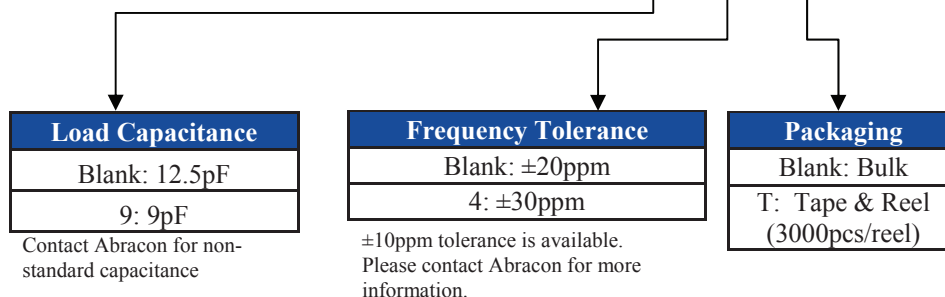 Load Capacitance
Blank: 12.5pF
9: 9pF
Contact Abracon for non-
standard capacitance
Frequency Tolerance
Blank: ±20ppm
4: ±30ppm
±10ppm tolerance is available.
Please contact Abracon for more
information.
Packaging
Blank: Bulk
T: Tape & Reel
(3000pcs/reel)